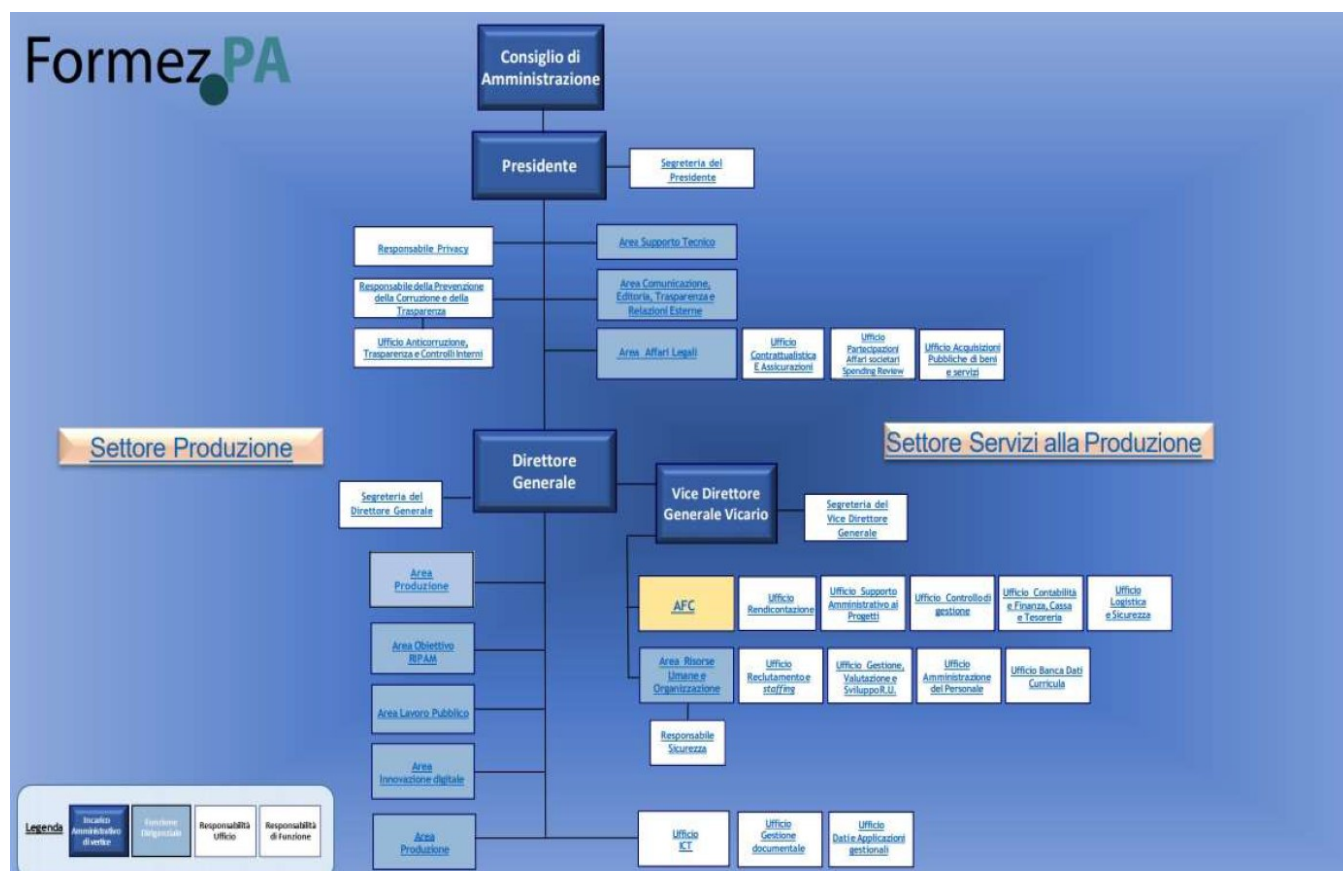 Formez PA
Consiglio di
Amministrazione
Presidente
Segreteria del
Presidente
Responsabile Privacy
Area Supporto Tecnico
Responsabile della Prevenzione
della Corruzione e della
Trasparenza
Area Comunicazione,
Editoria, Trasparenza e
Relazioni Esterne
Ufficio Anticorruzione,
Trasparenza e Controlli Interni
Area Affari Legali
Ufficio
Contrattualistica
E Assicurazioni
Ufficio
Partecipazioni
Affari societari
Spending Review
Ufficio Acquisizioni
Pubbliche di beni
e servizi
Settore Produzione
Settore Servizi alla Produzione
Direttore
Generale
Segreteria del
Direttore Generale
Vice Direttore
Generale Vicario
Segreteria del
Vice Direttore
Generale
Area
Produzione
AFC
Ufficio
Rendicontazione
Ufficio Supporto
Amministrativo ai
Progetti
Ufficio Controllo di
gestione
Ufficio Contabilità
e Finanza, Cassa
e Tesoreria
Ufficio
Logistica
e Sicurezza
Area Obiettivo
RIPAM
Area Risorse
Umane e
Organizzazione
Ufficio
Reclutamento e
staffing
Ufficio Gestione,
Valutazione e
Sviluppo R.U.
Ufficio
Amministrazione
del Personale
Ufficio Banca Dati
Curricula
Area Lavoro Pubblico
Responsabile
Sicurezza
Area
Innovazione digitale
Area
Produzione
Ufficio
ICT
Ufficio
Gestione
documentale
Ufficio
Dati e Applicazioni
gestionali
Legenda
Incarico
Amministrativo
di vertice
Funzione
Dirigenziale
Responsabilità
Ufficio
Responsabilità
di Funzione